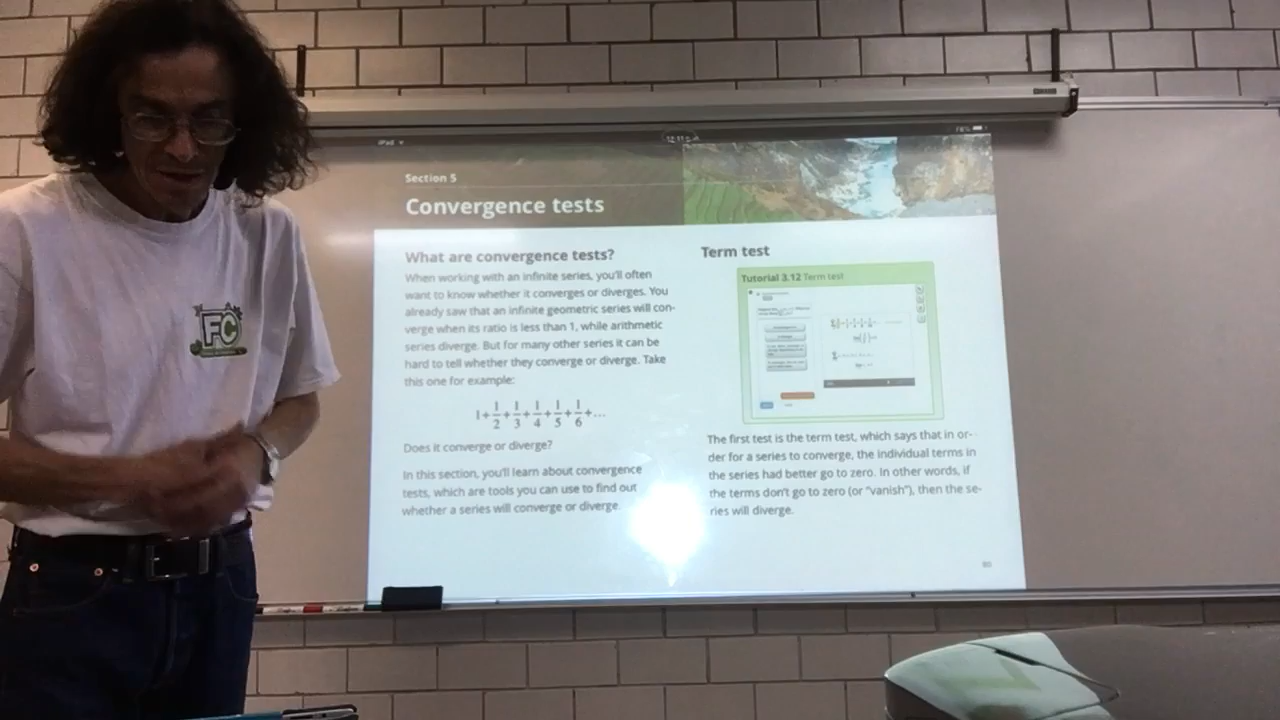 iPad
Section 5
Convergence tests
What are convergence tests?
When working with an infinite series, you'll often
want to know whether it converges or diverges. You
already saw that an infinite geometric series will con-
verge when its ratio is less than 1, while arithmetic
series diverge. But for many other series it can be
hard to tell whether they converge or diverge. Take
this one for example:
1+1/2+1/3+1/4+1/5+1/6+...
Does it converge or diverge?
In this section, you'll learn about convergence
tests, which are tools you can use to find out
whether a series will converge or diverge.
Term test
Tutorial 3.12 Term test
The first test is the term test, which says that in or-
der for a series to converge, the individual terms in
the series had better go to zero. In other words, if
the terms don't go to zero (or "vanish"), then the se-
ries will diverge.
FC